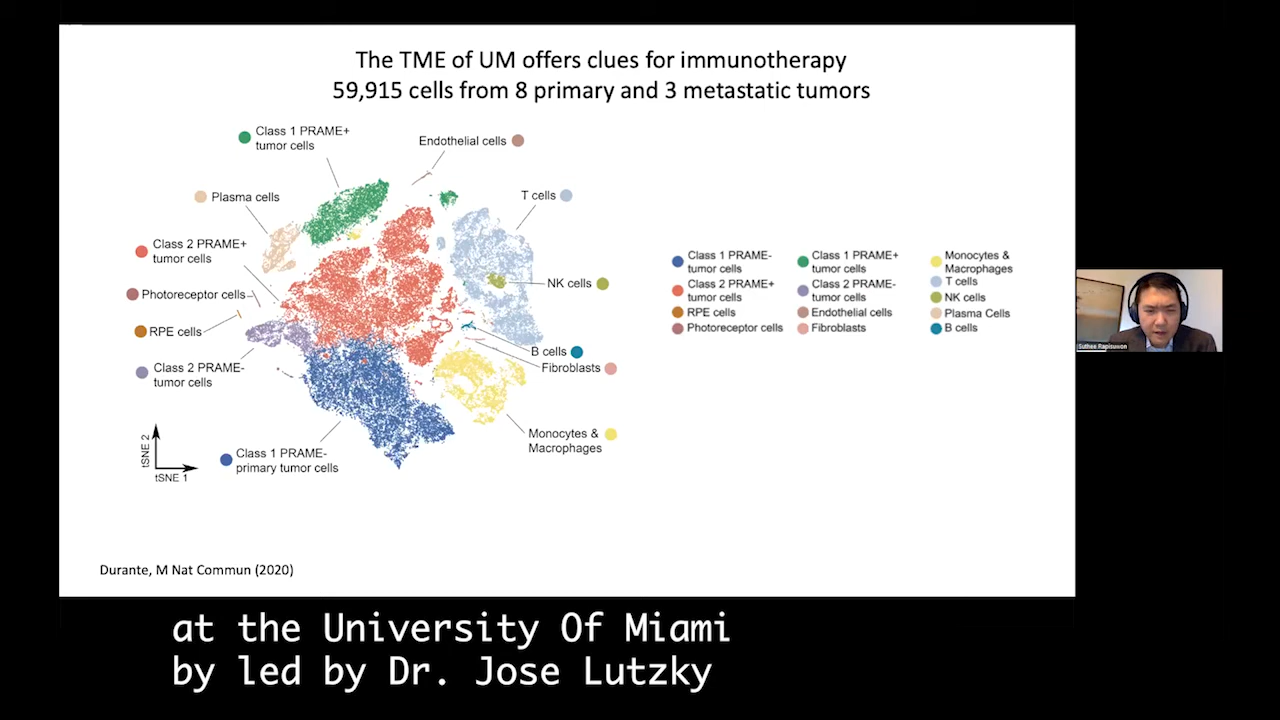 The TME of UM offers clues for immunotherapy
59,915 cells from 8 primary and 3 metastatic tumors
Class 1 PRAME+
tumor cells
Endothelial cells
Plasma cells
T cells
Class 2 PRAME+
tumor cells
Photoreceptor cells
NK cells
RPE cells
B cells
Fibroblasts
Class 2 PRAME-
tumor cells
Monocytes &
Macrophages
Class 1 PRAME-
primary tumor cells
tSNE 2
tSNE 1
Class 1 PRAME-
tumor cells
Class 2 PRAME+
tumor cells
RPE cells
Photoreceptor cells
Class 1 PRAME+
tumor cells
Class 2 PRAME-
tumor cells
Endothelial cells
Fibroblasts
Monocytes &
Macrophages
T cells
NK cells
Plasma Cells
B cells
Suthee Rapisuwon
Durante, M Nat Commun (2020)
at the University Of Miami
by led by Dr. Jose Lutzky